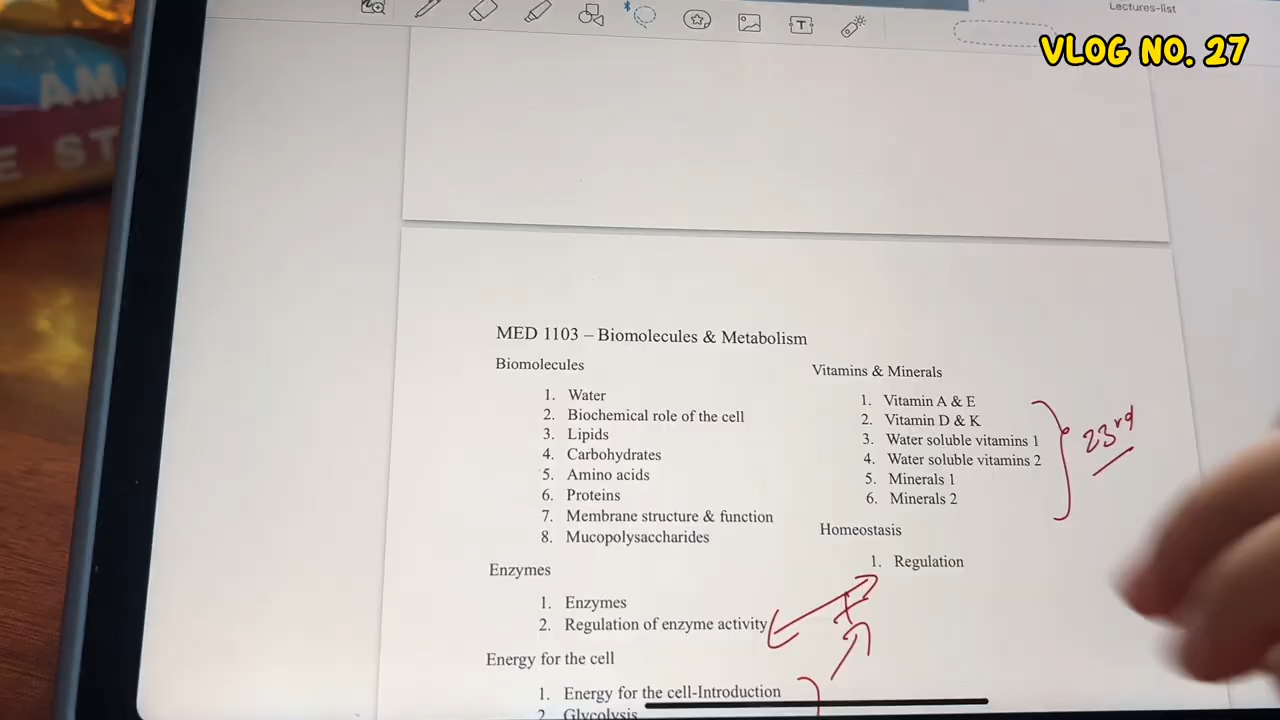 Lectures-list
VLOG NO. 27
AM
E ST
T
MED 1103 – Biomolecules & Metabolism
Biomolecules
1. Water
2. Biochemical role of the cell
3. Lipids
4. Carbohydrates
5. Amino acids
6. Proteins
7. Membrane structure & function
8. Mucopolysaccharides
Enzymes
1. Enzymes
2. Regulation of enzyme activity
Energy for the cell
1. Energy for the cell-Introduction
2. Glycolysis
Vitamins & Minerals
1. Vitamin A & E
2. Vitamin D & K
3. Water soluble vitamins 1
4. Water soluble vitamins 2
5. Minerals 1
6. Minerals 2
23rd
Homeostasis
1. Regulation